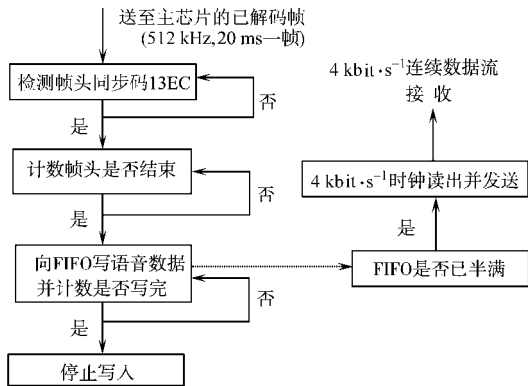 送至主芯片的已解码帧
(512 kHz,20 ms一帧)
检测帧头同步码13EC
否
是
计数帧头是否结束
否
是
向FIFO写语音数据
并计数是否写完
否
是
停止写入
4 kbit·s⁻¹连续数据流
接 收
4 kbit·s⁻¹时钟读出并发送
是
FIFO是否已半满